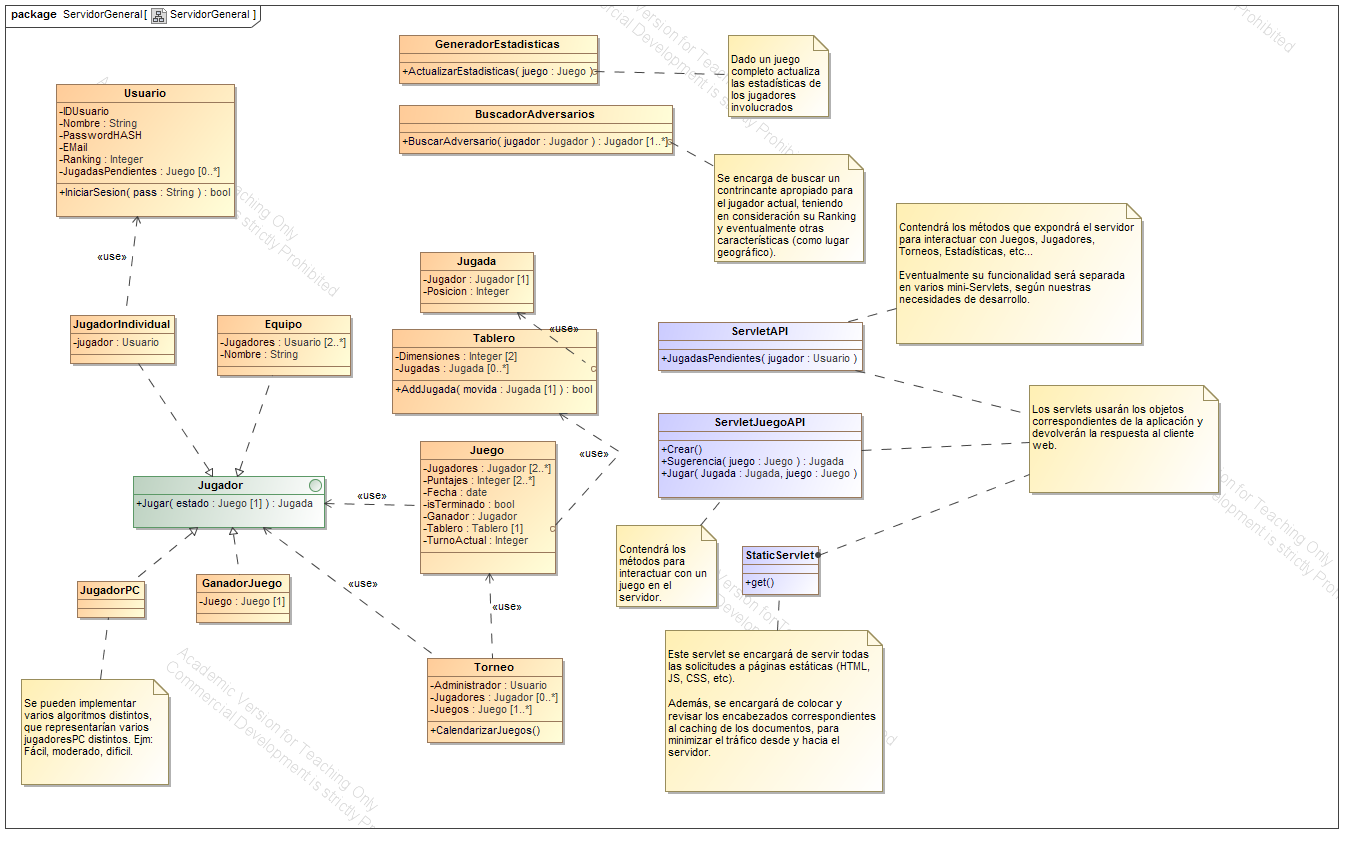 package ServidorGeneral[ ServidorGeneral ]
GeneradorEstadisticas
+ActualizarEstadisticas( juego : Juego )
Dado un juego
completo actualiza
las estadísticas de
los jugadores
involucrados
Usuario
-IDUsuario
-Nombre : String
-PasswordHASH
-EMail
-Ranking : Integer
-JugadasPendientes : Juego [0..*]
+IniciarSesion( pass : String ) : bool
BuscadorAdversarios
+BuscarAdversario( jugador : Jugador ) : Jugador [1..*]
Se encarga de buscar un
contrincante apropiado para
el jugador actual, teniendo
en consideración su Ranking
y eventualmente otras
características (como lugar
geográfico).
Contendrá los métodos que expondrá el servidor
para interactuar con Juegos, Jugadores,
Torneos, Estadísticas, etc...
Eventualmente su funcionalidad será separada
en varios mini-Servlets, según nuestras
necesidades de desarrollo.
«use»
Jugada
-Jugador : Jugador [1]
-Posicion : Integer
«use»
JugadorIndividual
-jugador : Usuario
Equipo
-Jugadores : Usuario [2..*]
-Nombre : String
Tablero
-Dimensiones : Integer [2]
-Jugadas : Jugada [0..*]
+AddJugada( movida : Jugada [1] ) : bool
ServletAPI
+JugadasPendientes( jugador : Usuario )
Los servlets usarán los objetos
correspondientes de la aplicación y
devolverán la respuesta al cliente
web.
ServletJuegoAPI
+Crear()
+Sugerencia( juego : Juego ) : Jugada
+Jugar( Jugada : Jugada, juego : Juego )
«use»
Juego
-Jugadores : Jugador [2..*]
-Puntajes : Integer [2..*]
-Fecha : date
-isTerminado : bool
-Ganador : Jugador
-Tablero : Tablero [1]
-TurnoActual : Integer
Jugador
+Jugar( estado : Juego [1] ) : Jugada
«use»
Contendrá los
métodos para
interactuar con un
juego en el
servidor.
StaticServlet
+get()
JugadorPC
GanadorJuego
-Juego : Juego [1]
«use»
«use»
Torneo
-Administrador : Usuario
-Jugadores : Jugador [0..*]
-Juegos : Juego [1..*]
+CalendarizarJuegos()
Se pueden implementar
varios algoritmos distintos,
que representarían varios
jugadoresPC distintos. Ejm:
Fácil, moderado, dificil.
Este servlet se encargará de servir todas
las solicitudes a páginas estáticas (HTML,
JS, CSS, etc).
Además, se encargará de colocar y
revisar los encabezados correspondientes
al caching de los documentos, para
minimizar el tráfico desde y hacia el
servidor.
Academic Version for Teaching Only
Commercial Development is strictly P